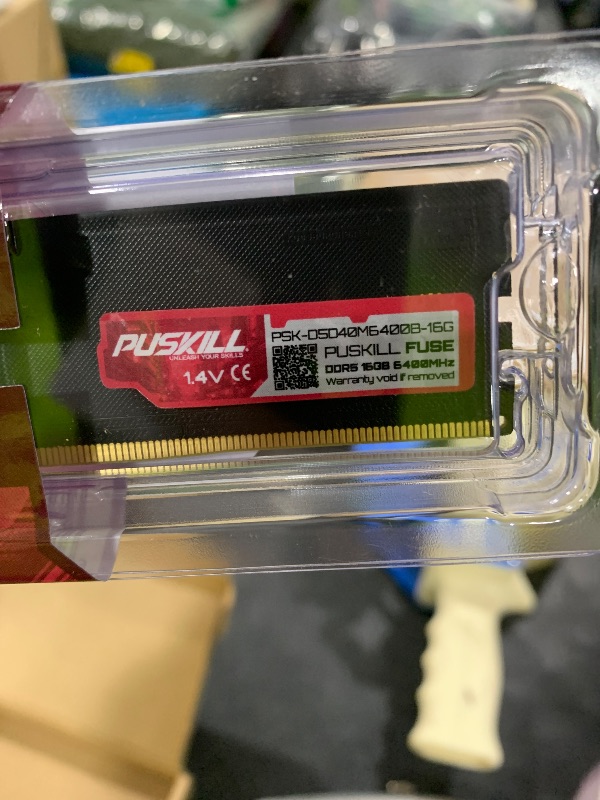 PUSKILL
UNLEASH YOUR SKILLS
1.4V CE
PSK-D5D40M6400B-16G
PUSKILL FUSE
DDR5 16GB 6400MHz
Warranty void if removed